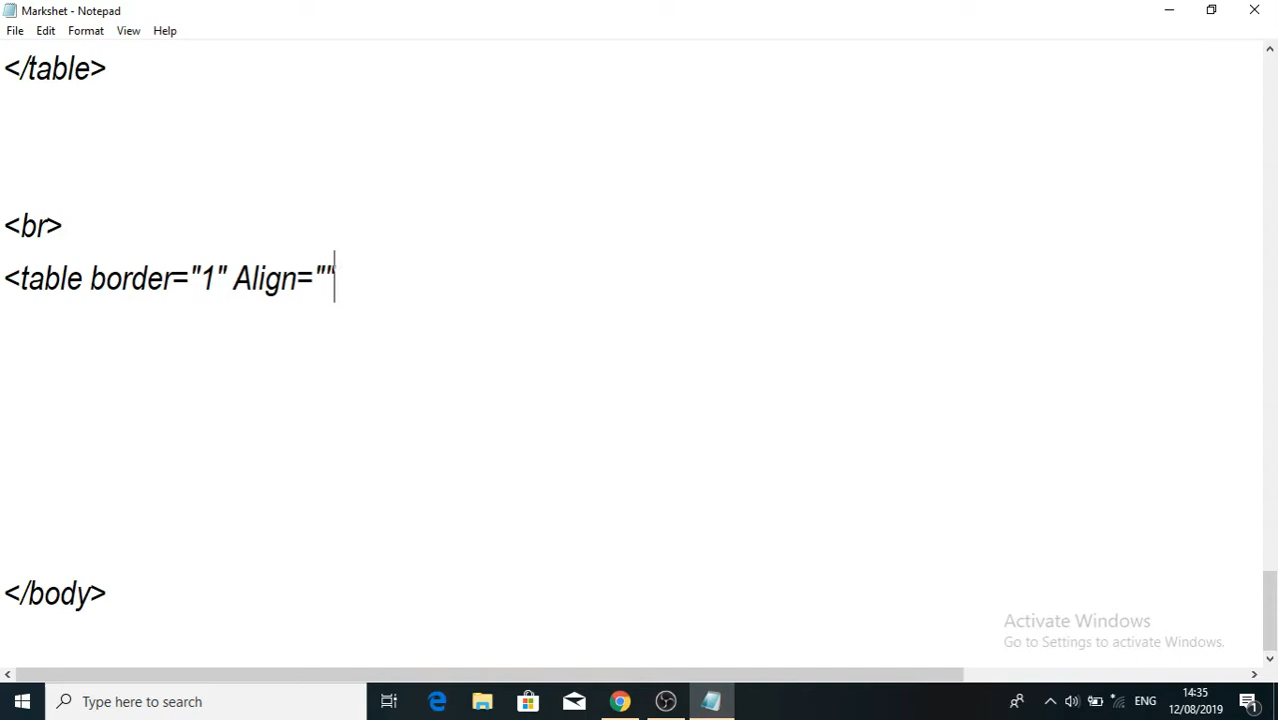 Markshet - Notepad
File Edit Format View Help
</table>
<br>
<table border="1" Align=""
</body>
Activate Windows
Go to Settings to activate Windows.
Type here to search
ENG
14:35
12/08/2019
1